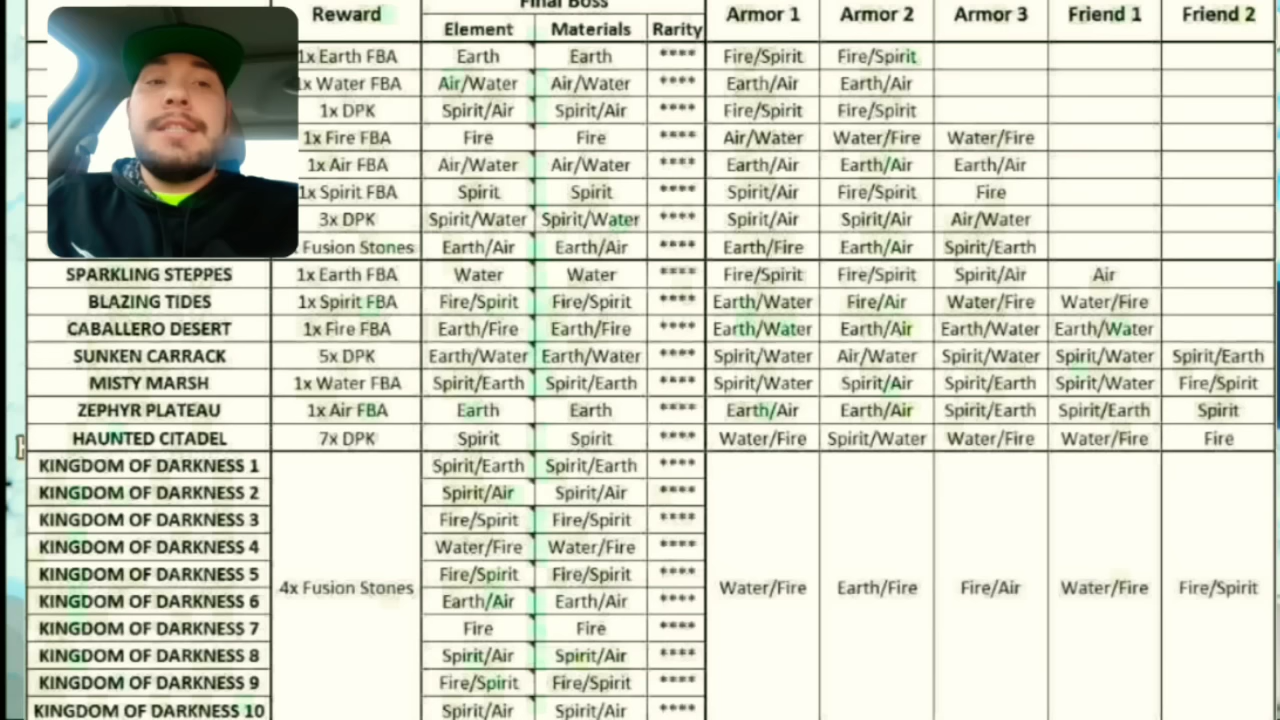 Final Boss
Reward Element Materials Rarity Armor 1 Armor 2 Armor 3 Friend 1 Friend 2
1x Earth FBA Earth Earth **** Fire/Spirit Fire/Spirit
1x Water FBA Air/Water Air/Water **** Earth/Air Earth/Air
1x DPK Spirit/Air Spirit/Air **** Fire/Spirit Fire/Spirit
1x Fire FBA Fire Fire **** Air/Water Water/Fire Water/Fire
1x Air FBA Air/Water Air/Water **** Earth/Air Earth/Air Earth/Air
1x Spirit FBA Spirit Spirit **** Spirit/Air Fire/Spirit Fire
3x DPK Spirit/Water Spirit/Water **** Spirit/Air Spirit/Air Air/Water
Fusion Stones Earth/Air Earth/Air **** Earth/Fire Earth/Air Spirit/Earth
SPARKLING STEPPES 1x Earth FBA Water Water **** Fire/Spirit Fire/Spirit Spirit/Air Air
BLAZING TIDES 1x Spirit FBA Fire/Spirit Fire/Spirit **** Earth/Water Fire/Air Water/Fire Water/Fire
CABALLERO DESERT 1x Fire FBA Earth/Fire Earth/Fire **** Earth/Water Earth/Air Earth/Water Earth/Water
SUNKEN CARRACK 5x DPK Earth/Water Earth/Water **** Spirit/Water Air/Water Spirit/Water Spirit/Water Spirit/Earth
MISTY MARSH 1x Water FBA Spirit/Earth Spirit/Earth **** Spirit/Water Spirit/Air Spirit/Earth Spirit/Water Fire/Spirit
ZEPHYR PLATEAU 1x Air FBA Earth Earth **** Earth/Air Earth/Air Spirit/Earth Spirit/Earth Spirit
HAUNTED CITADEL 7x DPK Spirit Spirit **** Water/Fire Spirit/Water Water/Fire Water/Fire Fire
KINGDOM OF DARKNESS 1 Spirit/Earth Spirit/Earth ****
KINGDOM OF DARKNESS 2 Spirit/Air Spirit/Air ****
KINGDOM OF DARKNESS 3 Fire/Spirit Fire/Spirit ****
KINGDOM OF DARKNESS 4 Water/Fire Water/Fire ****
KINGDOM OF DARKNESS 5 Fire/Spirit Fire/Spirit ****
4x Fusion Stones Water/Fire Earth/Fire Fire/Air Water/Fire Fire/Spirit
KINGDOM OF DARKNESS 6 Earth/Air Earth/Air ****
KINGDOM OF DARKNESS 7 Fire Fire ****
KINGDOM OF DARKNESS 8 Spirit/Air Spirit/Air ****
KINGDOM OF DARKNESS 9 Fire/Spirit Fire/Spirit ****
KINGDOM OF DARKNESS 10 Spirit/Air Spirit/Air ****